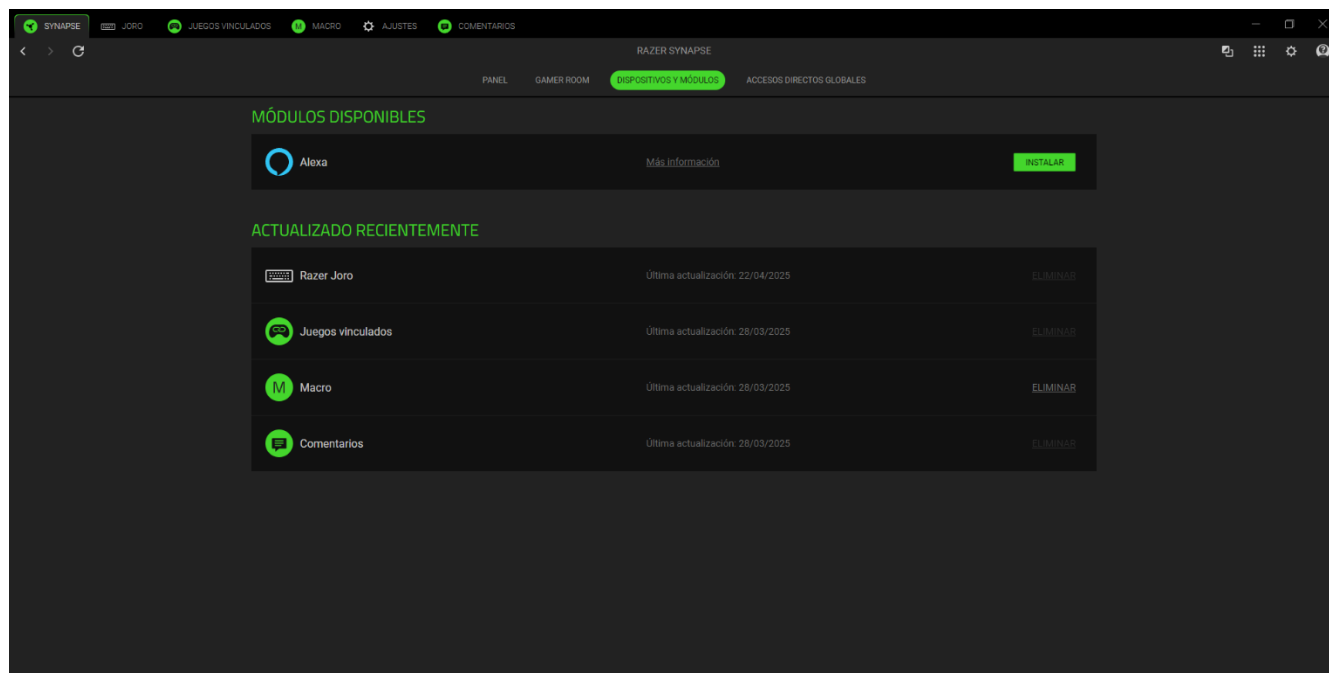 SYNAPSE JORO JUEGOS VINCULADOS M MACRO AJUSTES COMENTARIOS
RAZER SYNAPSE
PANEL GAMER ROOM DISPOSITIVOS Y MÓDULOS ACCESOS DIRECTOS GLOBALES
MÓDULOS DISPONIBLES
Alexa Más información INSTALAR
ACTUALIZADO RECIENTEMENTE
Razer Joro Última actualización: 22/04/2025 ELIMINAR
Juegos vinculados Última actualización: 28/03/2025 ELIMINAR
M Macro Última actualización: 28/03/2025 ELIMINAR
Comentarios Última actualización: 28/03/2025 ELIMINAR